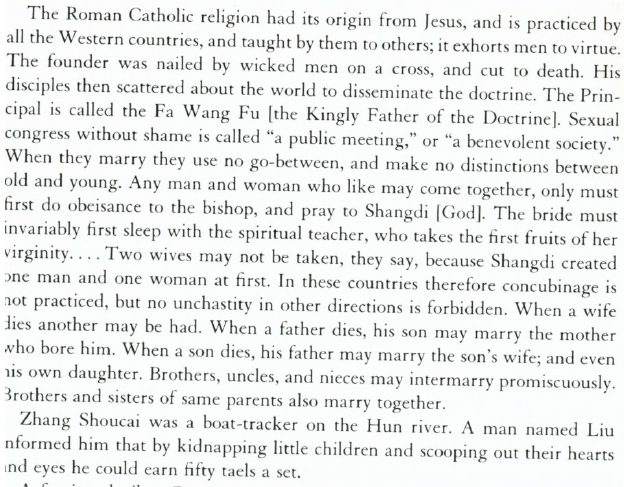 The Roman Catholic religion had its origin from Jesus, and is practiced by
all the Western countries, and taught by them to others; it exhorts men to virtue.
The founder was nailed by wicked men on a cross, and cut to death. His
disciples then scattered about the world to disseminate the doctrine. The Prin-
cipal is called the Fa Wang Fu [the Kingly Father of the Doctrine]. Sexual
congress without shame is called “a public meeting,” or “a benevolent society.”
When they marry they use no go-between, and make no distinctions between
old and young. Any man and woman who like may come together, only must
first do obeisance to the bishop, and pray to Shangdi [God]. The bride must
invariably first sleep with the spiritual teacher, who takes the first fruits of her
virginity. . . . Two wives may not be taken, they say, because Shangdi created
one man and one woman at first. In these countries therefore concubinage is
not practiced, but no unchastity in other directions is forbidden. When a wife
dies another may be had. When a father dies, his son may marry the mother
who bore him. When a son dies, his father may marry the son’s wife; and even
his own daughter. Brothers, uncles, and nieces may intermarry promiscuously.
Brothers and sisters of same parents also marry together.
Zhang Shoucai was a boat-tracker on the Hun river. A man named Liu
nformed him that by kidnapping little children and scooping out their hearts
and eyes he could earn fifty taels a set.